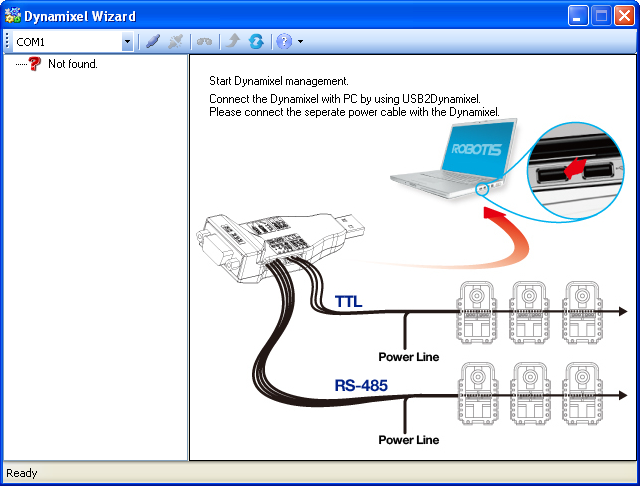 Dynamixel Wizard
COM1
Not found.
Start Dynamixel management.
Connect the Dynamixel with PC by using USB2Dynamixel.
Please connect the seperate power cable with the Dynamixel.
ROBOTIS
TTL
Power Line
RS-485
Power Line
Ready